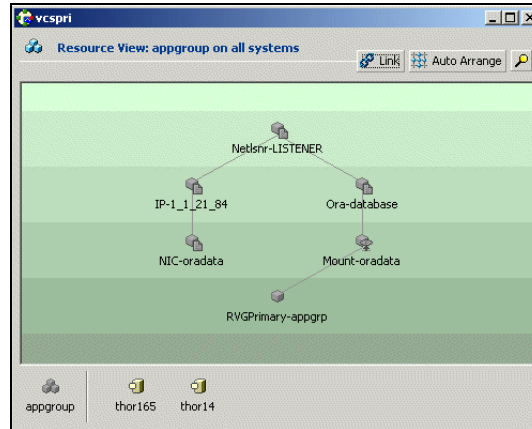 vcspri
Resource View: appgroup on all systems
Link
Auto Arrange
Netlsnr-LISTENER
IP-1_1_21_84
Ora-database
NIC-oradata
Mount-oradata
RVGPrimary-appgrp
appgroup
thor165
thor14